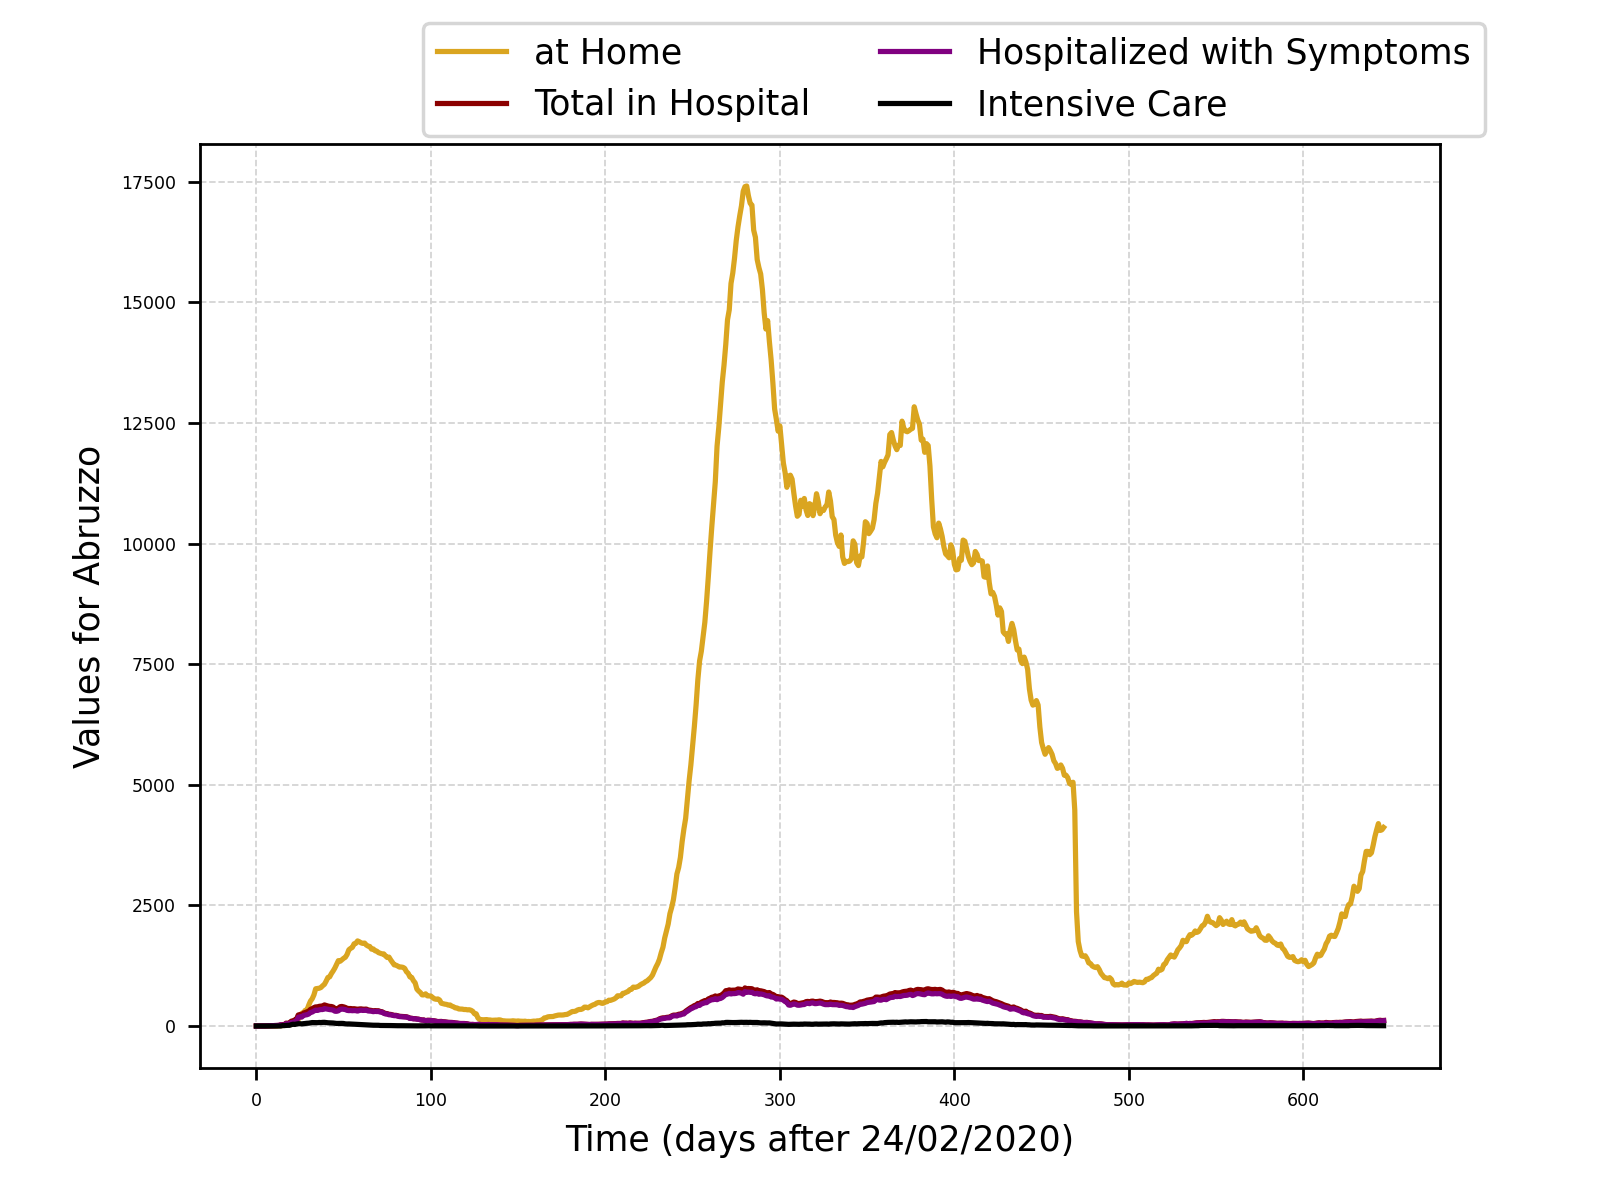 at Home
Total in Hospital
Hospitalized with Symptoms
Intensive Care
Values for Abruzzo
17500
15000
12500
10000
7500
5000
2500
0
0 100 200 300 400 500 600
Time (days after 24/02/2020)